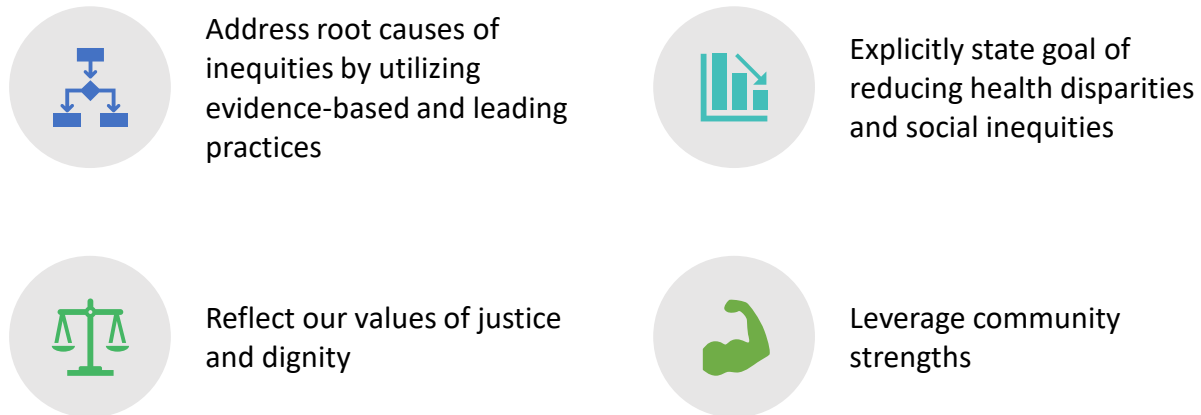 Address root causes of
inequities by utilizing
evidence-based and leading
practices
Explicitly state goal of
reducing health disparities
and social inequities
Reflect our values of justice
and dignity
Leverage community
strengths